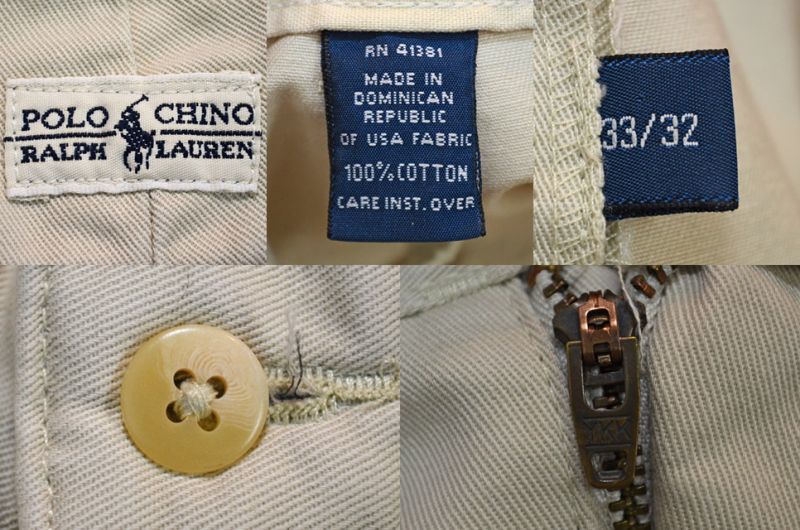 POLO CHINO
RALPH LAUREN
RN 41381
MADE IN
DOMINICAN
REPUBLIC
OF USA FABRIC
100% COTTON
CARE INST. OVER
33/32
YKK